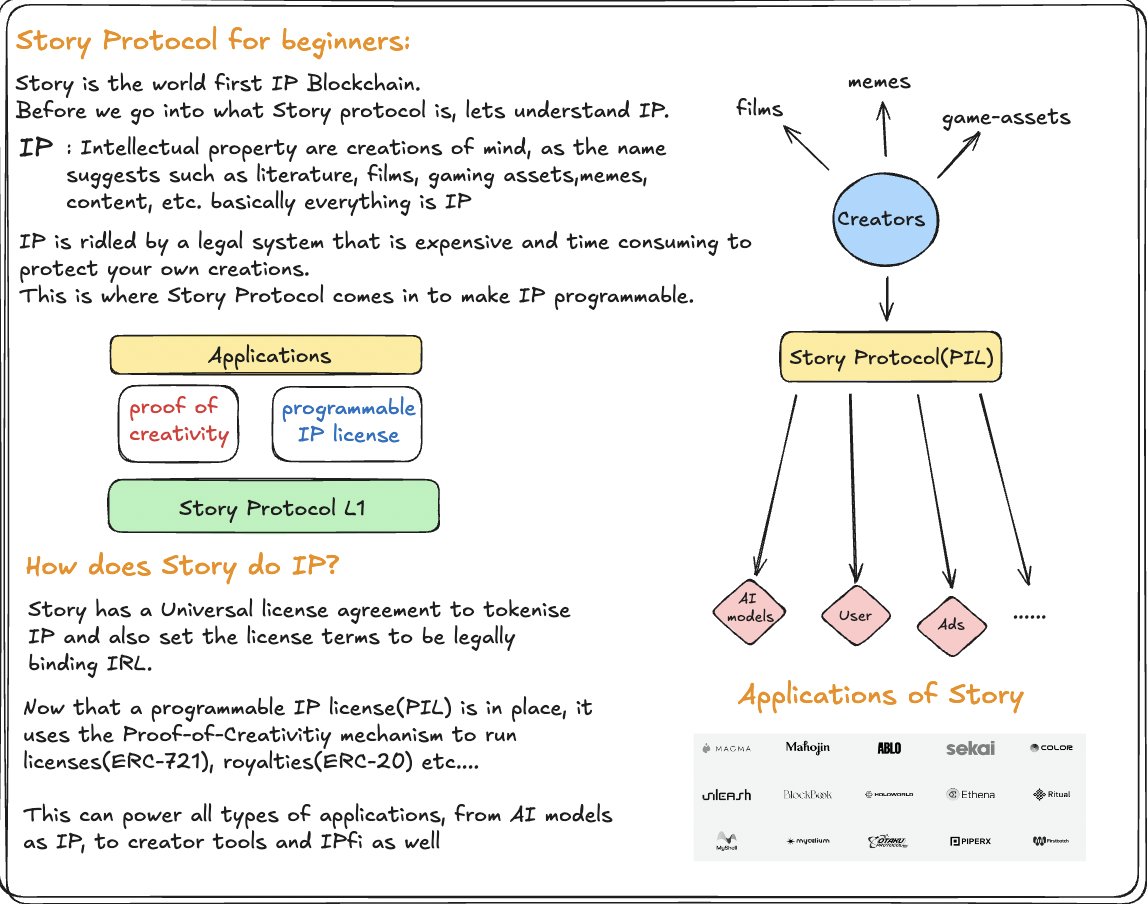 Story Protocol for beginners:
Story is the world first IP Blockchain.
Before we go into what Story protocol is, lets understand IP.
IP : Intellectual property are creations of mind, as the name
suggests such as literature, films, gaming assets,memes,
content, etc. basically everything is IP
IP is ridled by a legal system that is expensive and time consuming to
protect your own creations.
This is where Story Protocol comes in to make IP programmable.
Applications
proof of
creativity
programmable
IP license
Story Protocol L1
How does Story do IP?
Story has a Universal license agreement to tokenise
IP and also set the license terms to be legally
binding IRL.
Now that a programmable IP license(PIL) is in place, it
uses the Proof-of-Creativitiy mechanism to run
licenses(ERC-721), royalties(ERC-20) etc....
This can power all types of applications, from AI models
as IP, to creator tools and IPfi as well
films
memes
game-assets
Creators
Story Protocol(PIL)
AI
models
User
Ads
......
Applications of Story
MAGMA
Mahojin
ABLO
sekai
COLOR
unleash
BlockBook
HOLOWORLD
Ethena
Ritual
MyShell
mycelium
OTAKU
PIPERX
FirstBatch